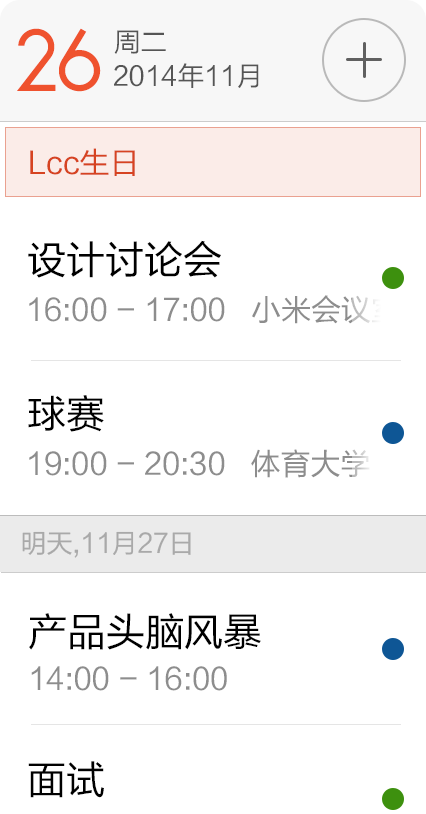 26
周二
2014年11月
Lcc生日
设计讨论会
16:00 – 17:00 小米会议
球赛
19:00 – 20:30 体育大学
明天,11月27日
产品头脑风暴
14:00 – 16:00
面试